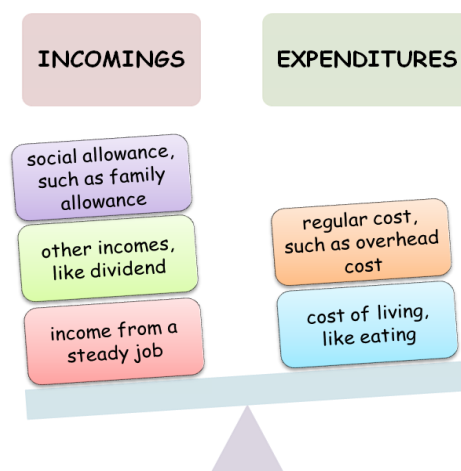 INCOMINGS
EXPENDITURES
social allowance,
such as family
allowance
other incomes,
like dividend
income from a
steady job
regular cost,
such as overhead
cost
cost of living,
like eating